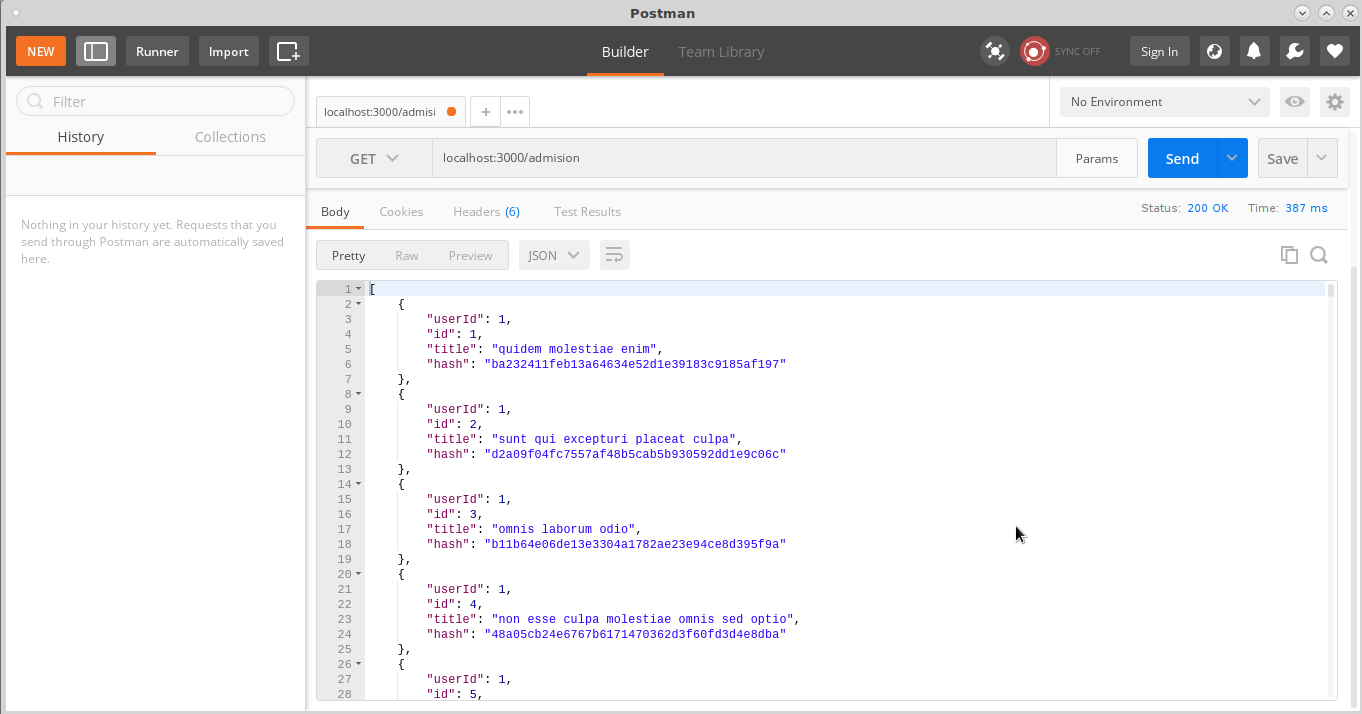 Postman
NEW Runner Import Builder Team Library SYNC OFF Sign In
Filter
History Collections
Nothing in your history yet. Requests that you
send through Postman are automatically saved
here.
localhost:3000/admisi + ••• No Environment
GET localhost:3000/admision Params Send Save
Body Cookies Headers (6) Test Results Status: 200 OK Time: 387 ms
Pretty Raw Preview JSON
1 [
2 {
3 "userId": 1,
4 "id": 1,
5 "title": "quidem molestiae enim",
6 "hash": "ba232411feb13a64634e52d1e39183c9185af197"
7 },
8 {
9 "userId": 1,
10 "id": 2,
11 "title": "sunt qui excepturi placeat culpa",
12 "hash": "d2a09f04fc7557af48b5cab5b930592dd1e9c06c"
13 },
14 {
15 "userId": 1,
16 "id": 3,
17 "title": "omnis laborum odio",
18 "hash": "b11b64e06de13e3304a1782ae23e94ce8d395f9a"
19 },
20 {
21 "userId": 1,
22 "id": 4,
23 "title": "non esse culpa molestiae omnis sed optio",
24 "hash": "48a05cb24e6767b6171470362d3f60fd3d4e8dba"
25 },
26 {
27 "userId": 1,
28 "id": 5,